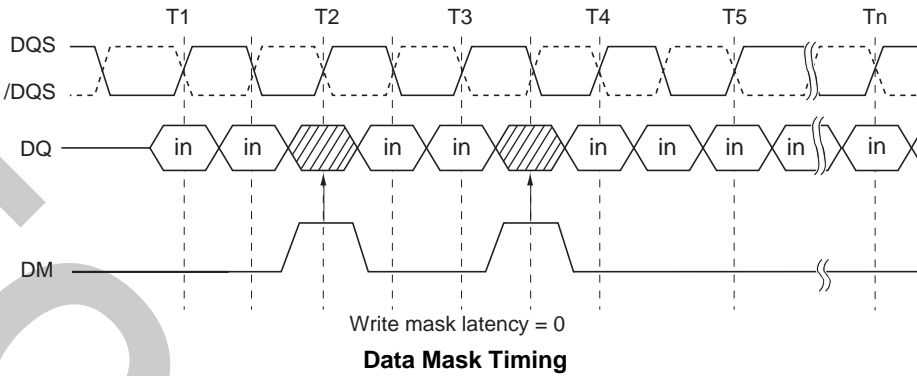 T1 T2 T3 T4 T5 Tn
DQS
/DQS
DQ in in in in in in in in in
DM
Write mask latency = 0
Data Mask Timing